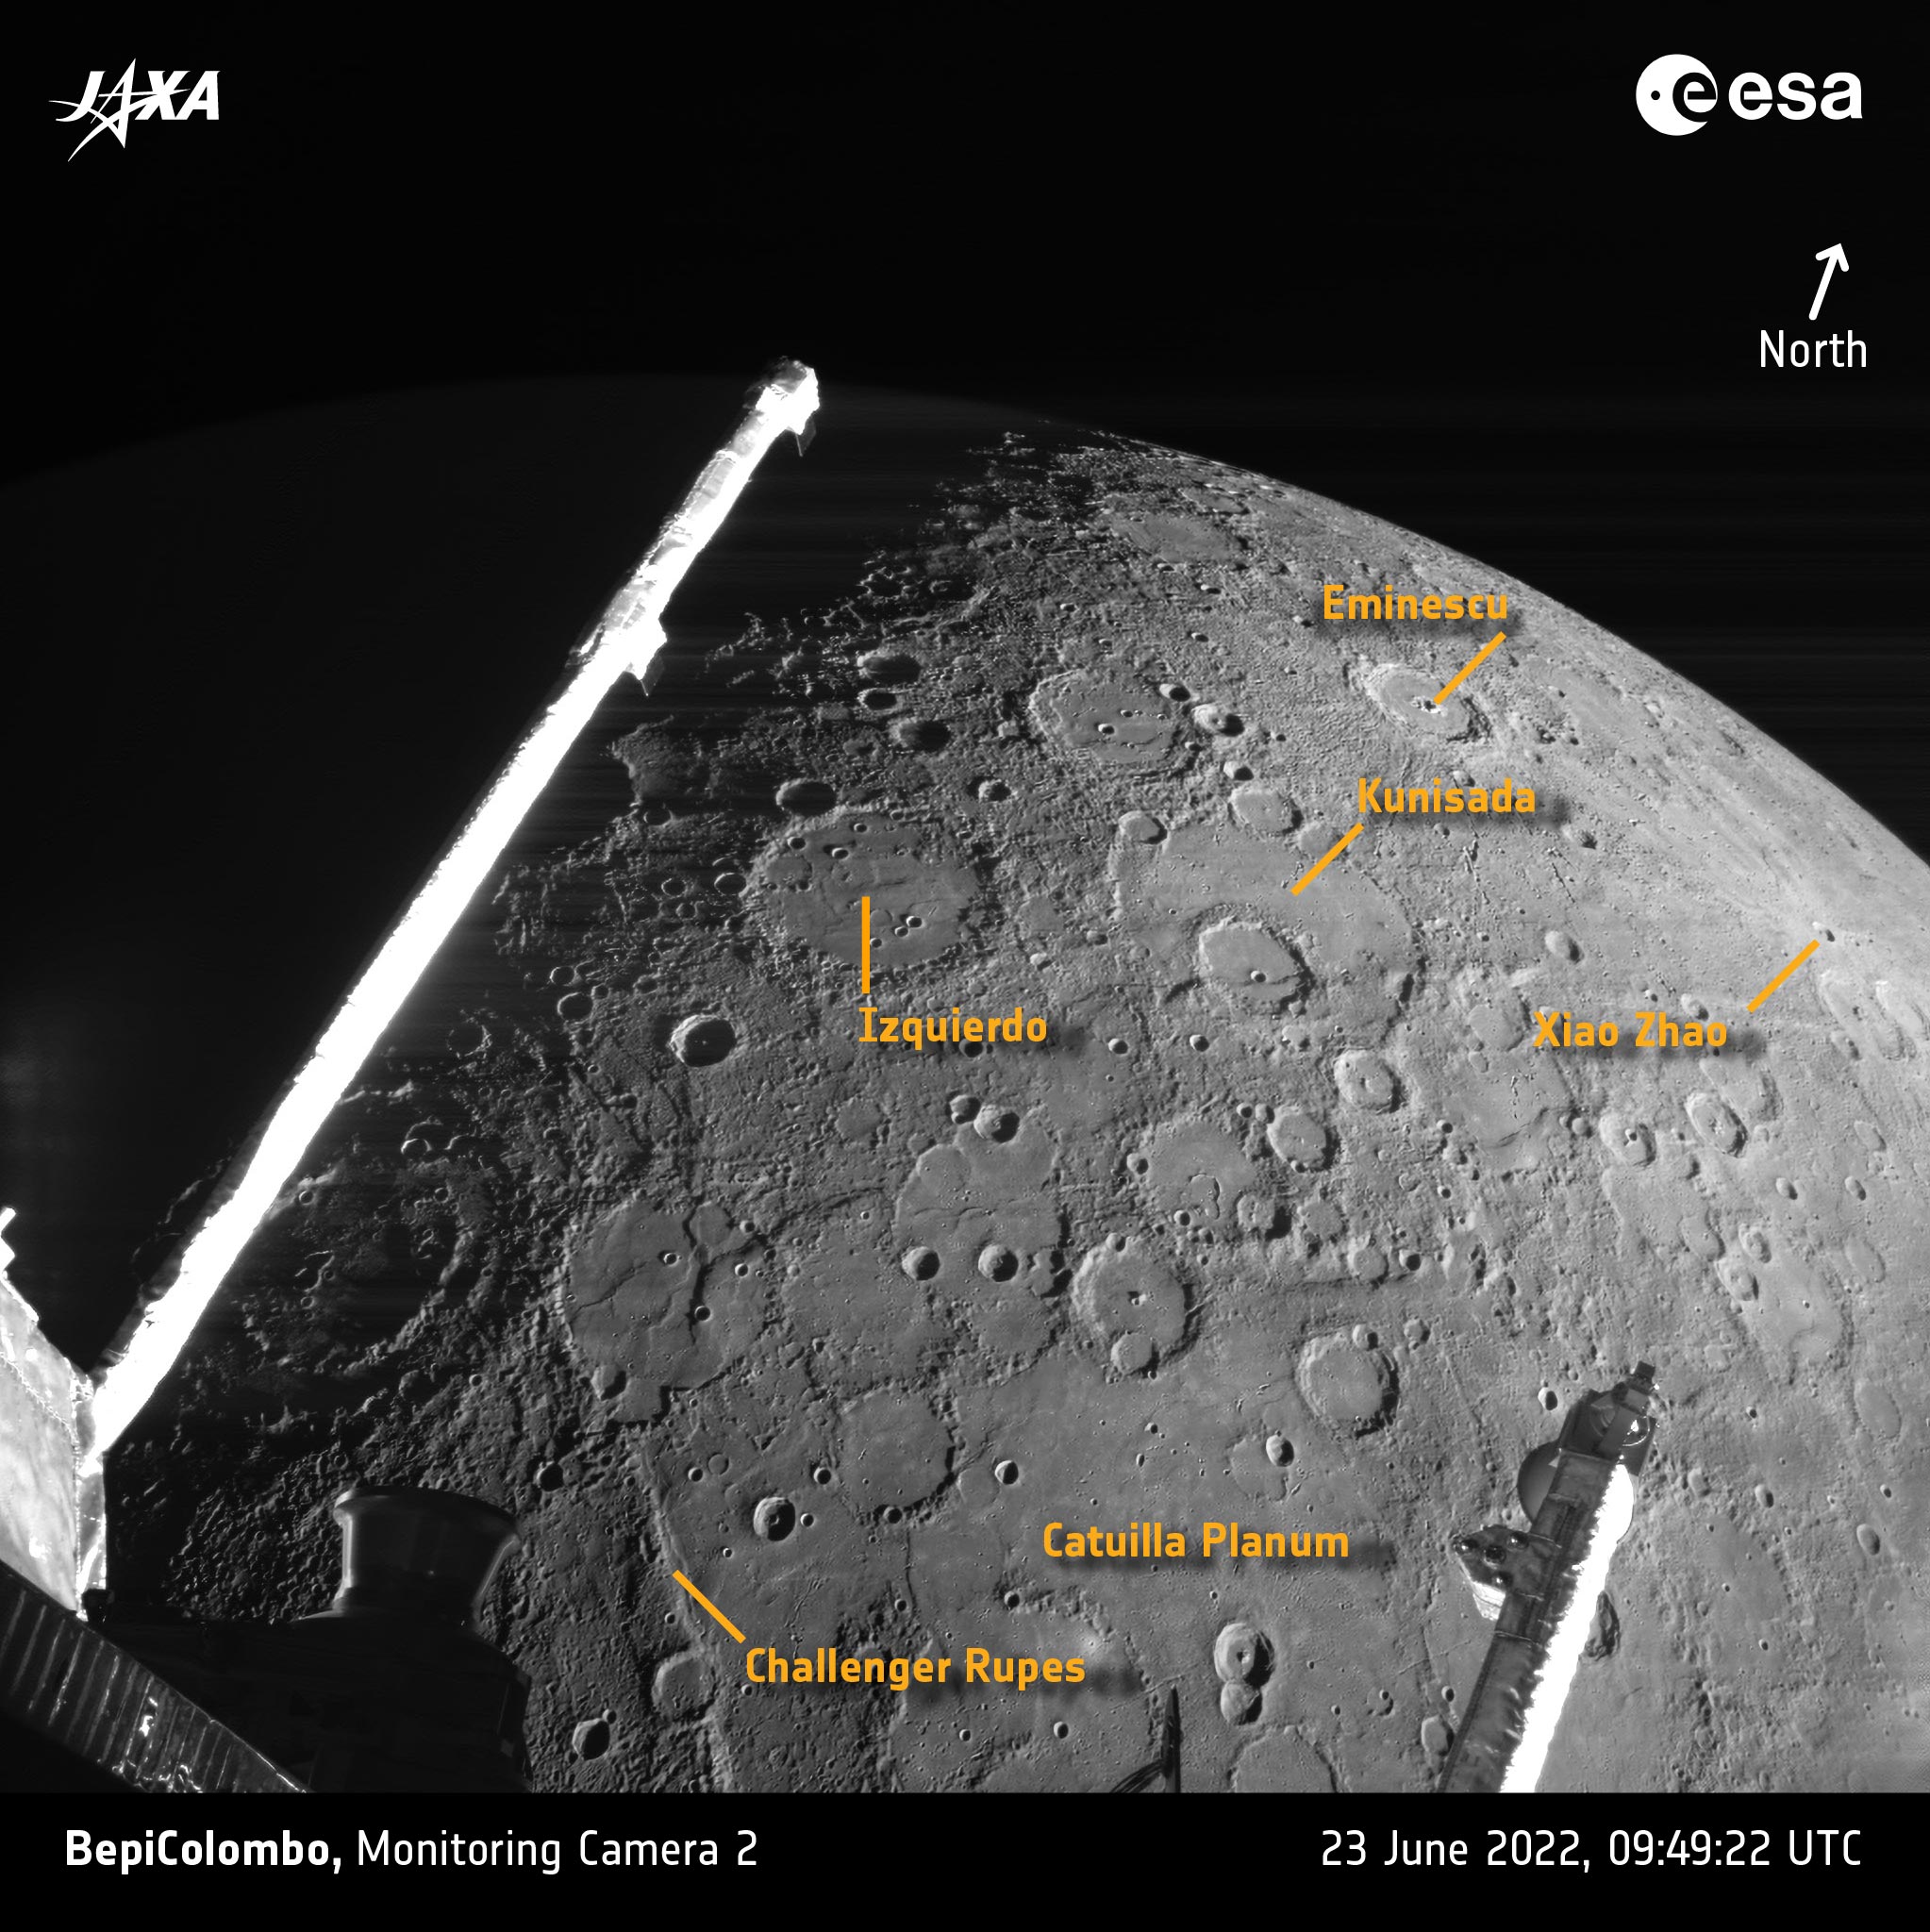 JAXA
esa
North
Eminescu
Kunisada
Izquierdo
Xiao Zhao
Catuilla Planum
Challenger Rupes
BepiColombo, Monitoring Camera 2
23 June 2022, 09:49:22 UTC